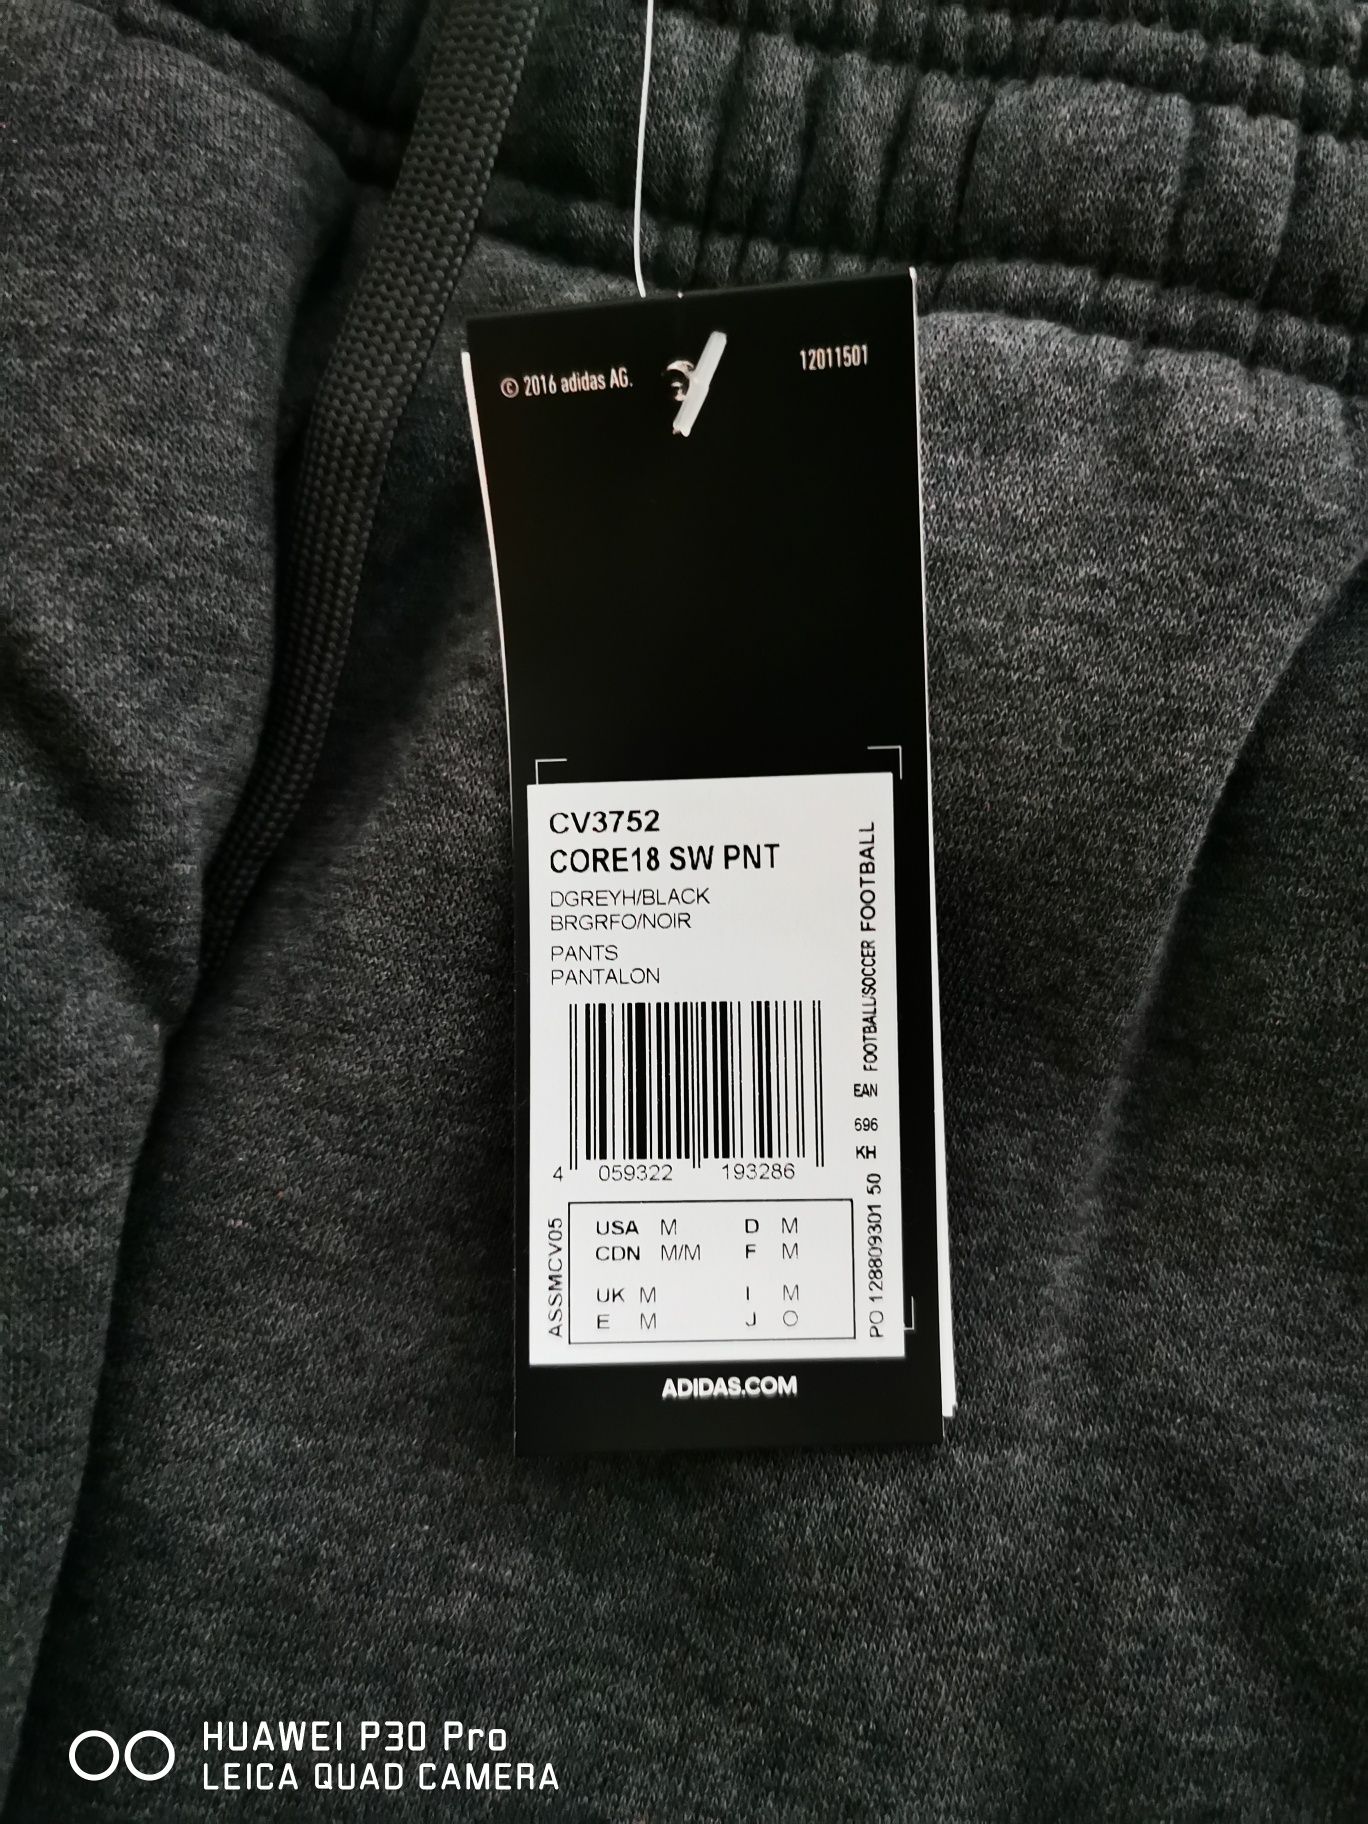 © 2016 adidas AG.
12011501
CV3752
CORE18 SW PNT
DGREYH/BLACK
BRGRFO/NOIR
PANTS
PANTALON
4 059322 193286
FOOTBALL/SOCCER FOOTBALL
EAN
696
KH
PO 128809301 50
ASSMCV05
USA M D M
CDN M/M F M
UK M I M
E M J O
ADIDAS.COM
HUAWEI P30 Pro
LEICA QUAD CAMERA